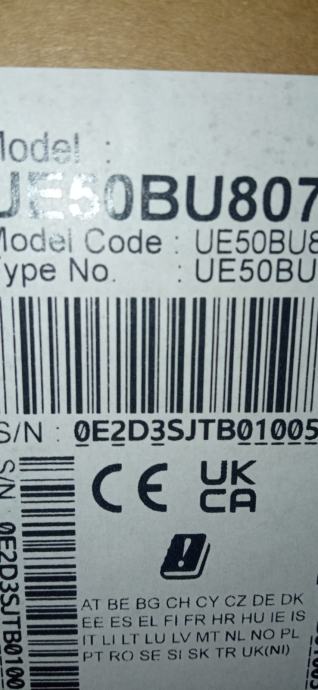 Model :
UE50BU807
Model Code : UE50BU8
Type No. : UE50BU
S/N : 0E2D3SJTB01005
S/N : 0E2D3SJTB0100
CE UK
CA
AT BE BG CH CY CZ DE DK
EE ES EL FI FR HR HU IE IS
IT LI LT LU LV MT NL NO PL
PT RO SE SI SK TR UK(NI)